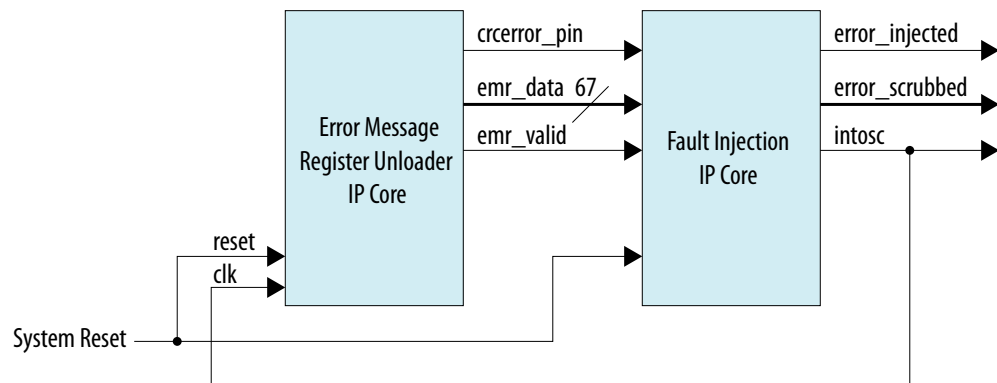 crcerror_pin
emr_data 67
emr_valid
Error Message
Register Unloader
IP Core
reset
clk
System Reset
Fault Injection
IP Core
error_injected
error_scrubbed
intosc